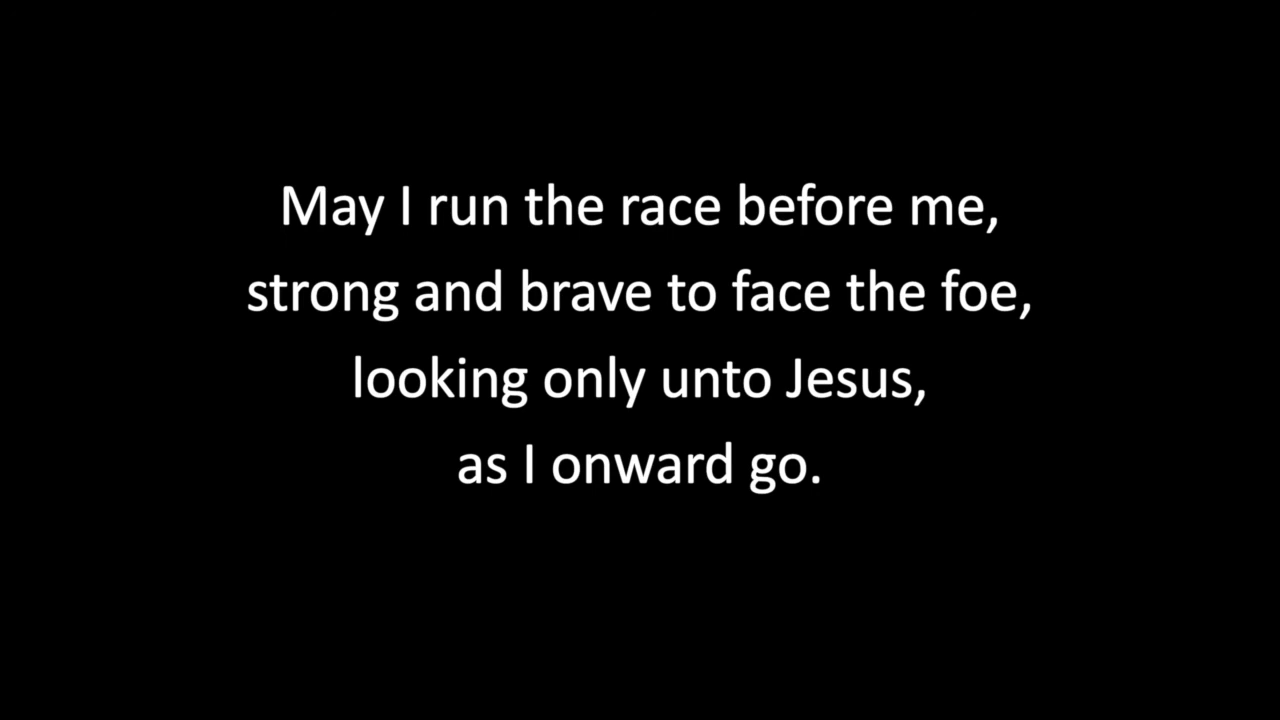 May I run the race before me,
strong and brave to face the foe,
looking only unto Jesus,
as I onward go.